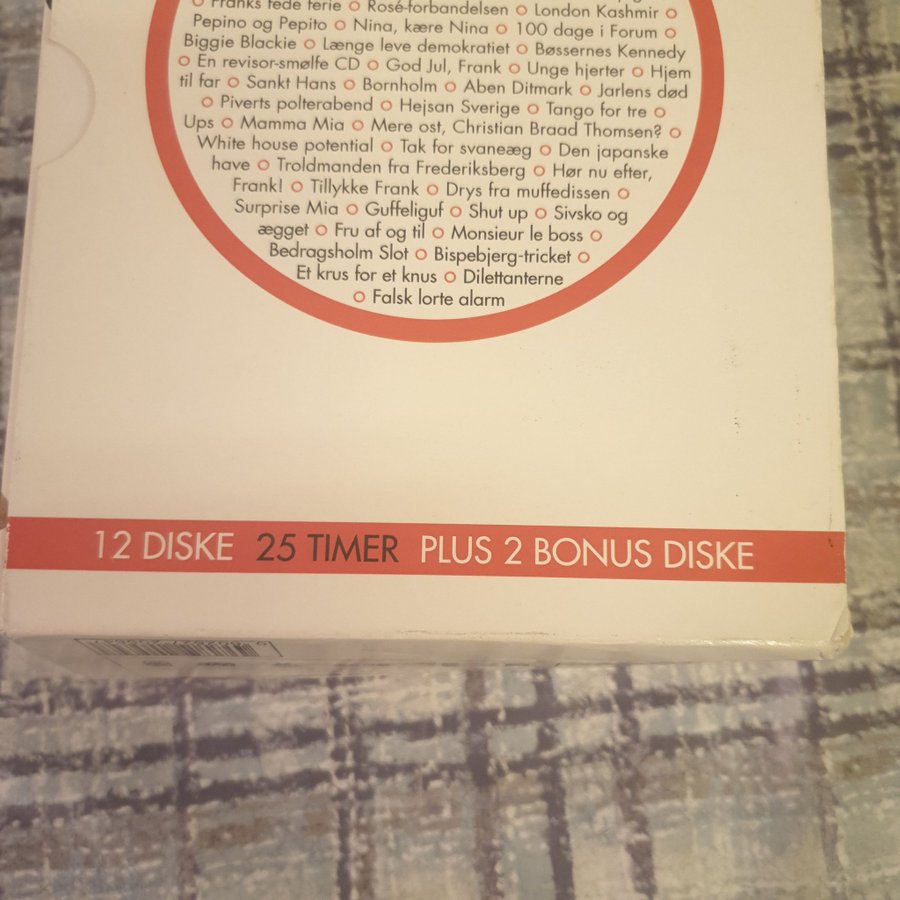 Franks fede ferie o Rosé-forbandelsen o London Kashmir o
Pepino og Pepito o Nina, kære Nina o 100 dage i Forum o
Biggie Blackie o Længe leve demokratiet o Bøssernes Kennedy
o En revisor-smølfe CD o God Jul, Frank o Unge hjerter o Hjem
til far o Sankt Hans o Bornholm o Aben Ditmark o Jarlens død
o Piverts polterabend o Hejsan Sverige o Tango for tre o
Ups o Mamma Mia o Mere ost, Christian Braad Thomsen? o
White house potential o Tak for svaneæg o Den japanske
have o Troldmanden fra Frederiksberg o Hør nu efter,
Frank! o Tillykke Frank o Drys fra muffedissen o
Surprise Mia o Guffeliguf o Shut up o Sivsko og
ægget o Fru af og til o Monsieur le boss o
Bedragsholm Slot o Bispebjerg-tricket o
Et krus for et knus o Dilettanterne
o Falsk lorte alarm
12 DISKE 25 TIMER PLUS 2 BONUS DISKE